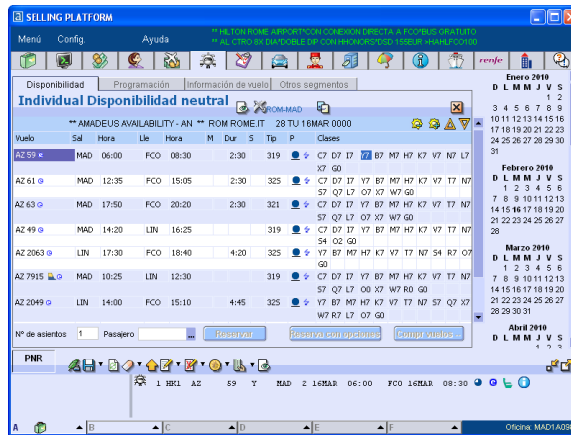 SELLING PLATFORM
Menú Config. Ayuda
** HILTON ROME AIRPORT*CON CONEXION DIRECTA A FCO*BUS GRATUITO
** AL CTRO 8X DIA*DOBLE DIP CON HHONORS*DSD 155EUR >HAHLFCO100
renfe
Disponibilidad Programación Información de vuelo Otros segmentos
Individual Disponibilidad neutral ROM-MAD
** AMADEUS AVAILABILITY - AN ** ROM ROME.IT 28 TU 16MAR 0000
Vuelo Sal Hora Lle Hora M Dur S Tip P Clases
AZ 59 MAD 06:00 FCO 08:30 2:30 319 C7 D7 I7 Y7 B7 M7 H7 K7 V7 N7 L7
X7 G0
AZ 61 MAD 12:35 FCO 15:05 2:30 32S C7 D7 I7 Y7 B7 M7 H7 K7 V7 T7 N7
S7 Q7 L7 O7 X7 W7 G0
AZ 63 MAD 17:50 FCO 20:20 2:30 321 C7 D7 I7 Y7 B7 M7 H7 K7 V7 T7 N7
S7 Q7 L7 O7 X7 W7 G0
AZ 49 MAD 14:20 LIN 16:25 319 C7 D7 I7 Y7 B7 M7 H7 K7 V7 T7 N7
S4 O2 G0
AZ 2063 LIN 17:30 FCO 18:40 4:20 32S Y7 B7 M7 H7 K7 V7 T7 N7 S4 R7 O7
G0
AZ 7915 MAD 10:25 LIN 12:30 319 C7 D7 I7 Y7 B7 M7 H7 K7 V7 T7 N7
S7 Q7 L7 O0 X7 W7 R0 G0
AZ 2049 LIN 14:00 FCO 15:10 4:45 32S Y7 B7 M7 H7 K7 V7 T7 N7 S7 Q7 X7
W7 R7 L7 O7 G0
Nº de asientos 1 Pasajero ... Reservar Reserva con opciones Compr vuelos
Enero 2010
D L M M J V S
1 2
3 4 5 6 7 8 9
10 11 12 13 14 15 16
17 18 19 20 21 22 23
24 25 26 27 28 29 30
31
Febrero 2010
D L M M J V S
1 2 3 4 5 6
7 8 9 10 11 12 13
14 15 16 17 18 19 20
21 22 23 24 25 26 27
28
Marzo 2010
D L M M J V S
1 2 3 4 5 6
7 8 9 10 11 12 13
14 15 16 17 18 19 20
21 22 23 24 25 26 27
28 29 30 31
Abril 2010
D L M M J V S
1 2 3
PNR
1 HK1 AZ 59 Y MAD 2 16MAR 06:00 FCO 16MAR 08:30
A B C D E F Oficina: MAD1A098